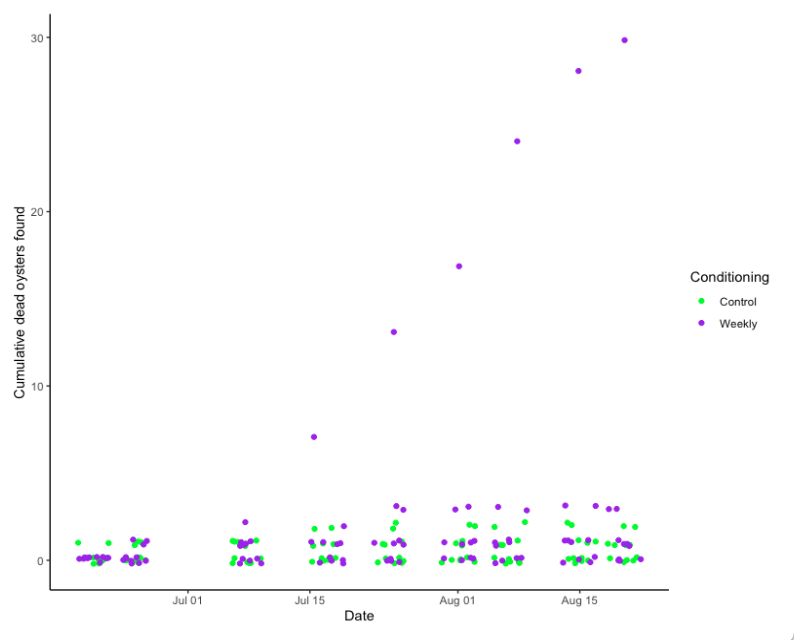 30
20
10
0
Cumulative dead oysters found
Jul 01
Jul 15
Aug 01
Aug 15
Date
Conditioning
Control
Weekly